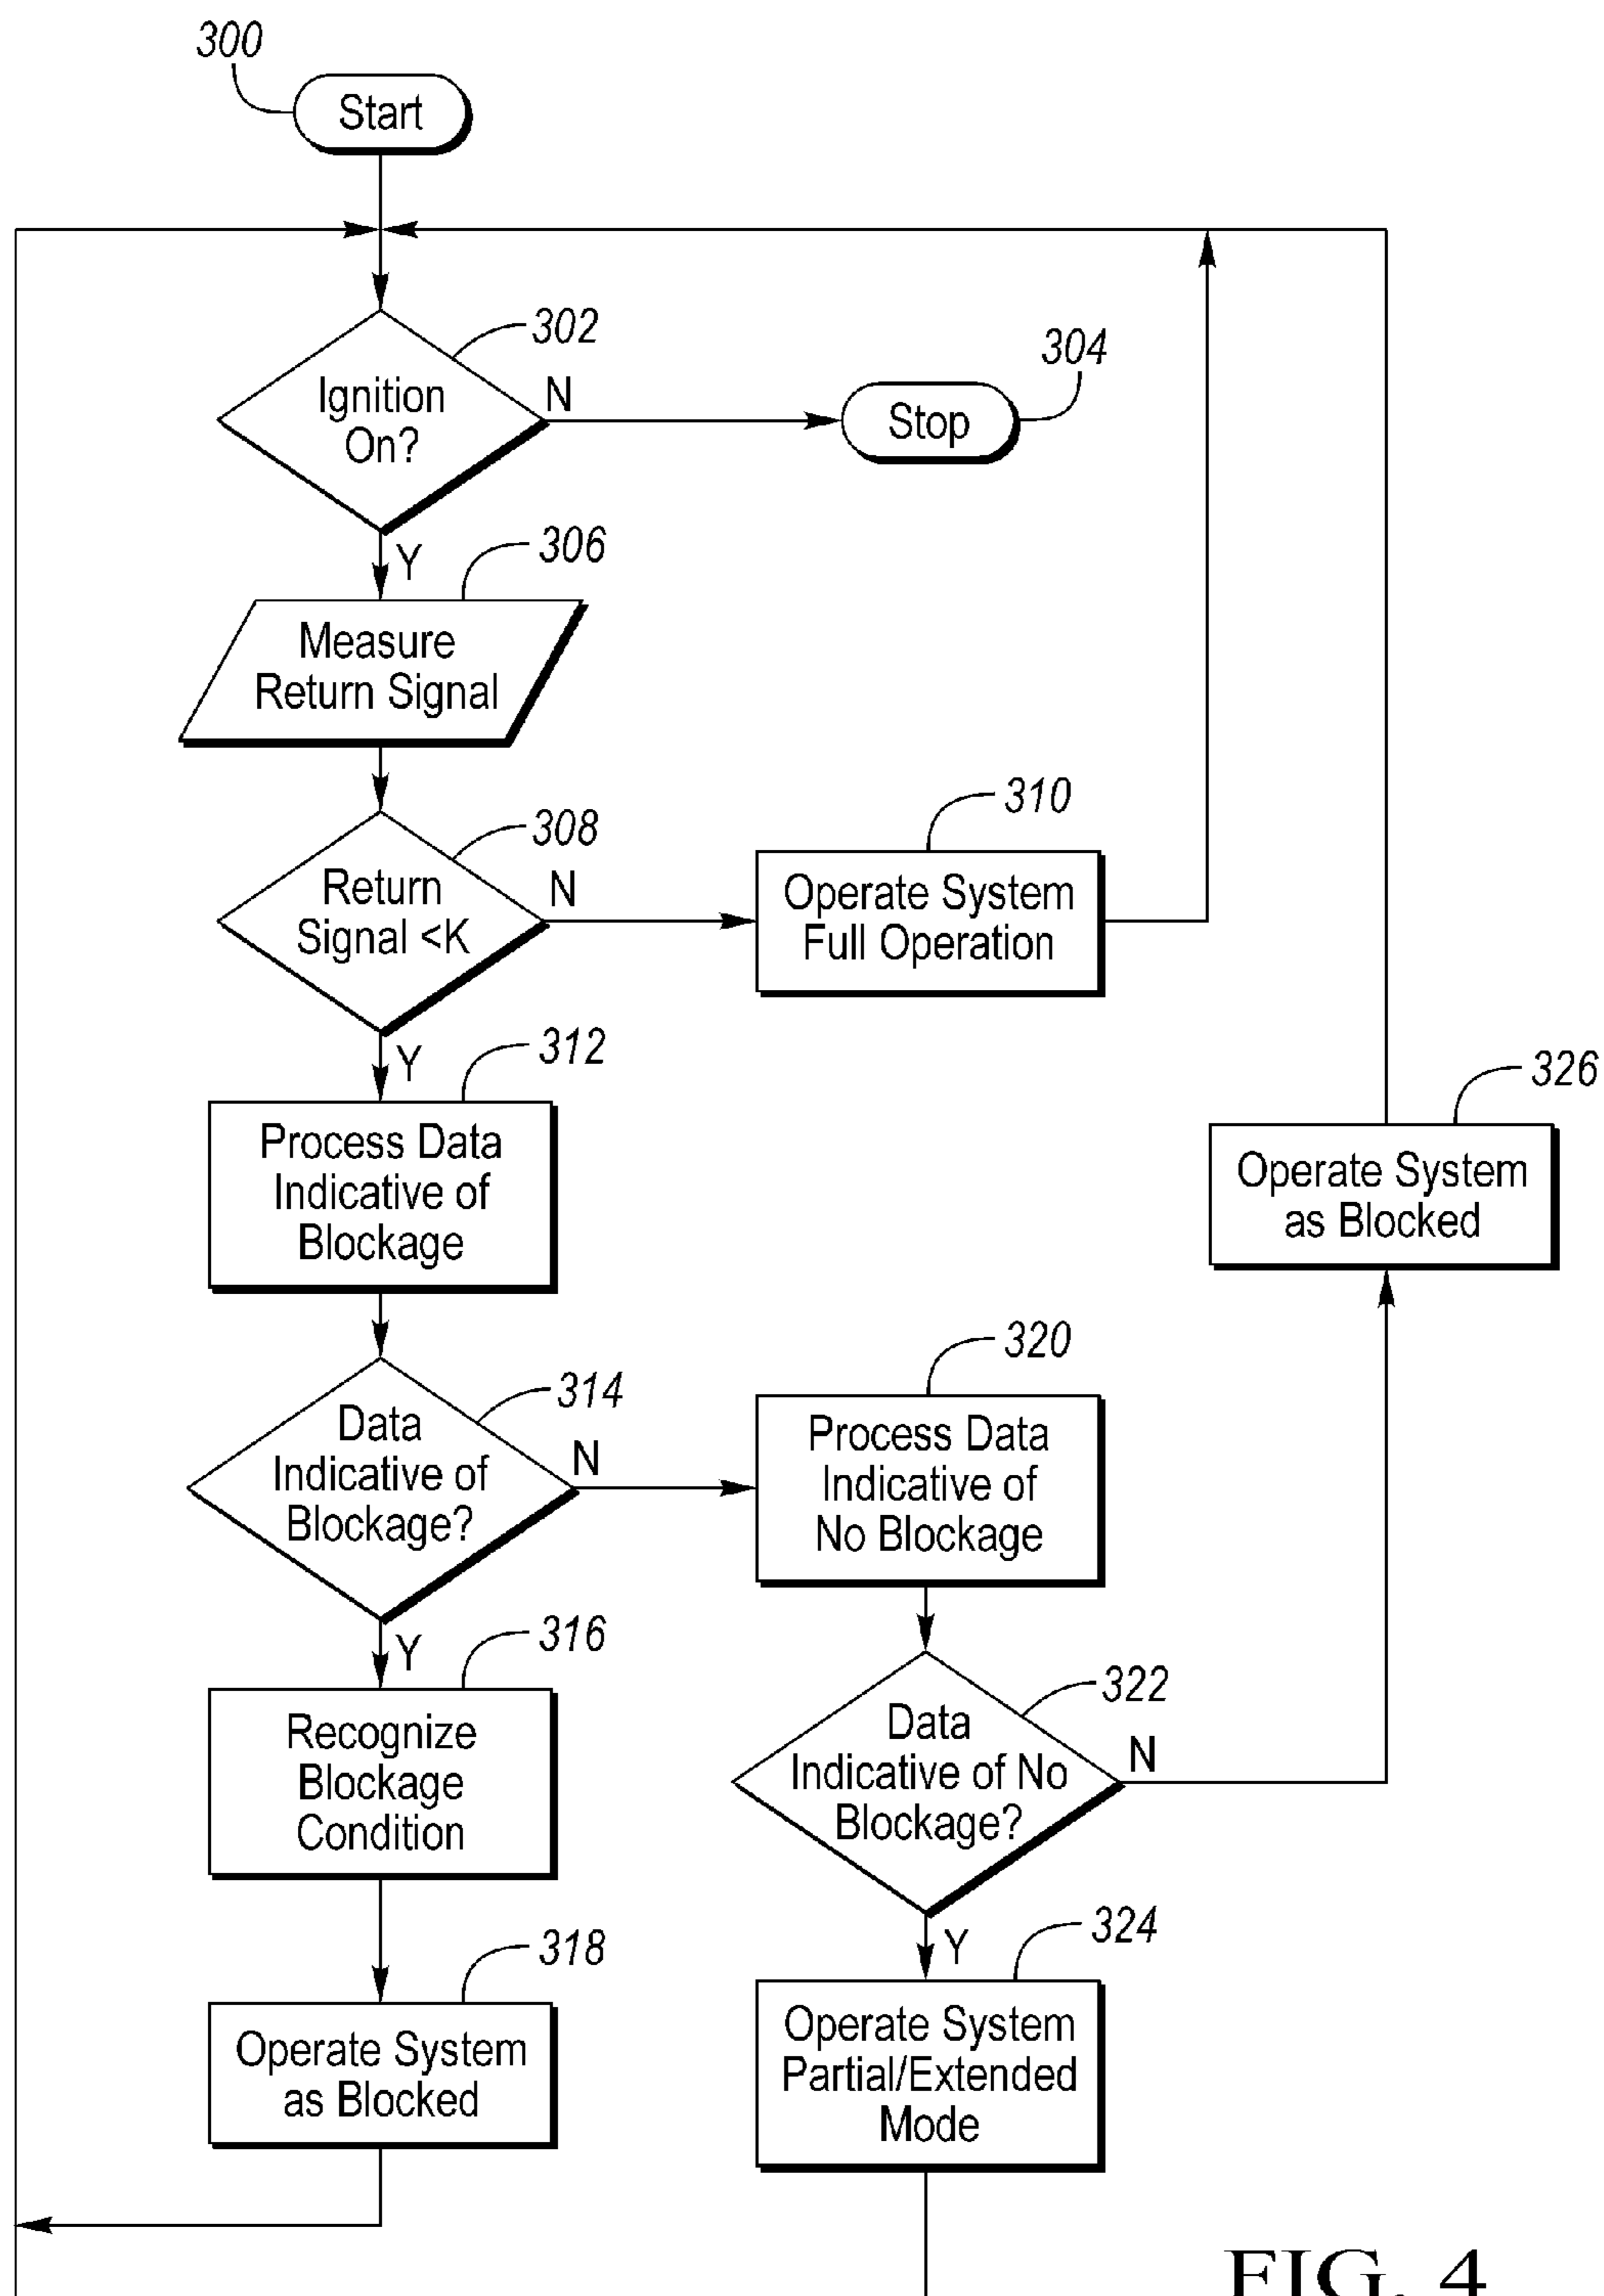 300
Start
302
Ignition
On?
N
304
Stop
Y
306
Measure
Return Signal
308
Return
Signal <K
N
310
Operate System
Full Operation
Y
312
Process Data
Indicative of
Blockage
326
Operate System
as Blocked
314
Data
Indicative of
Blockage?
N
320
Process Data
Indicative of
No Blockage
Y
316
Recognize
Blockage
Condition
322
Data
Indicative of No
Blockage?
N
318
Operate System
as Blocked
Y
324
Operate System
Partial/Extended
Mode
FIG. 4